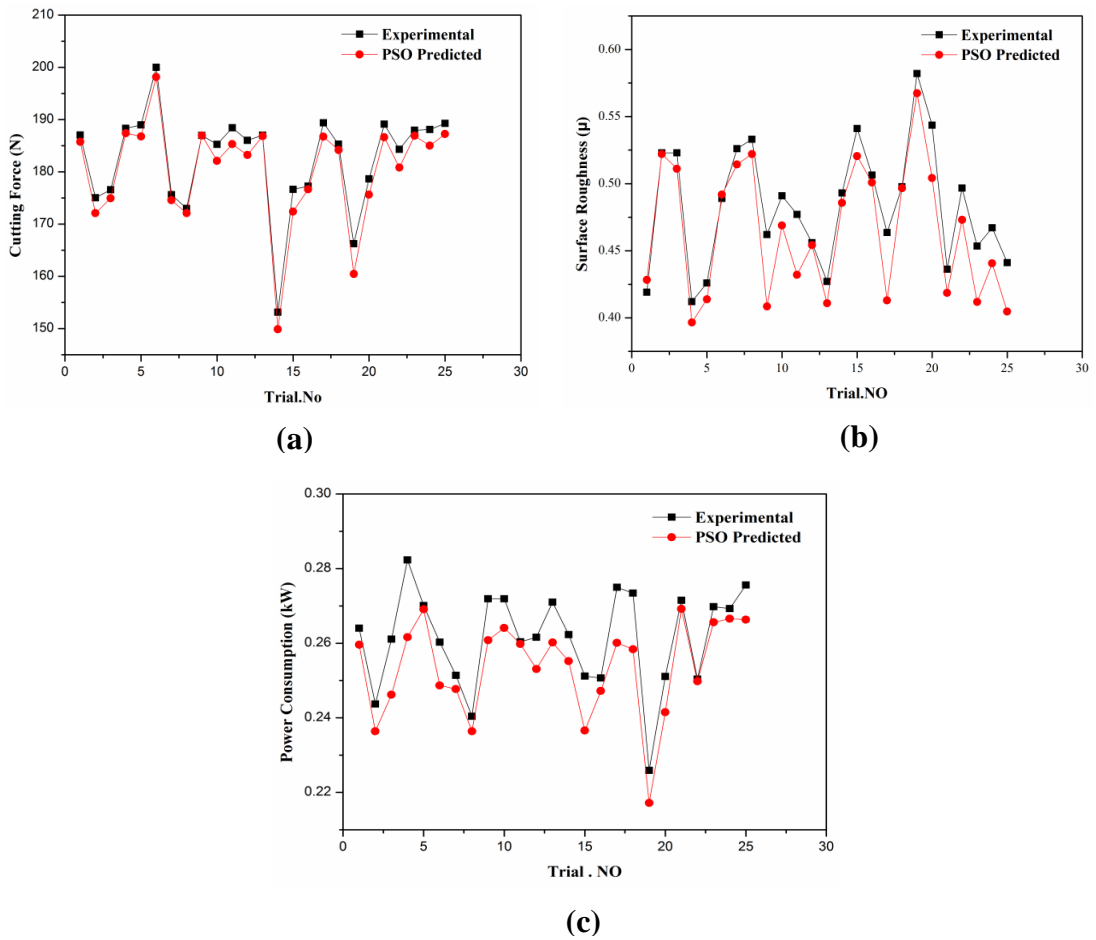 210
200
190
180
170
160
150
Cutting Force (N)
Experimental
PSO Predicted
0 5 10 15 20 25 30
Trial.No
(a)
0.60
0.55
0.50
0.45
0.40
Surface Roughness (μ)
Experimental
PSO Predicted
0 5 10 15 20 25 30
Trial.NO
(b)
0.30
0.28
0.26
0.24
0.22
Power Consumption (kW)
Experimental
PSO Predicted
0 5 10 15 20 25 30
Trial . NO
(c)